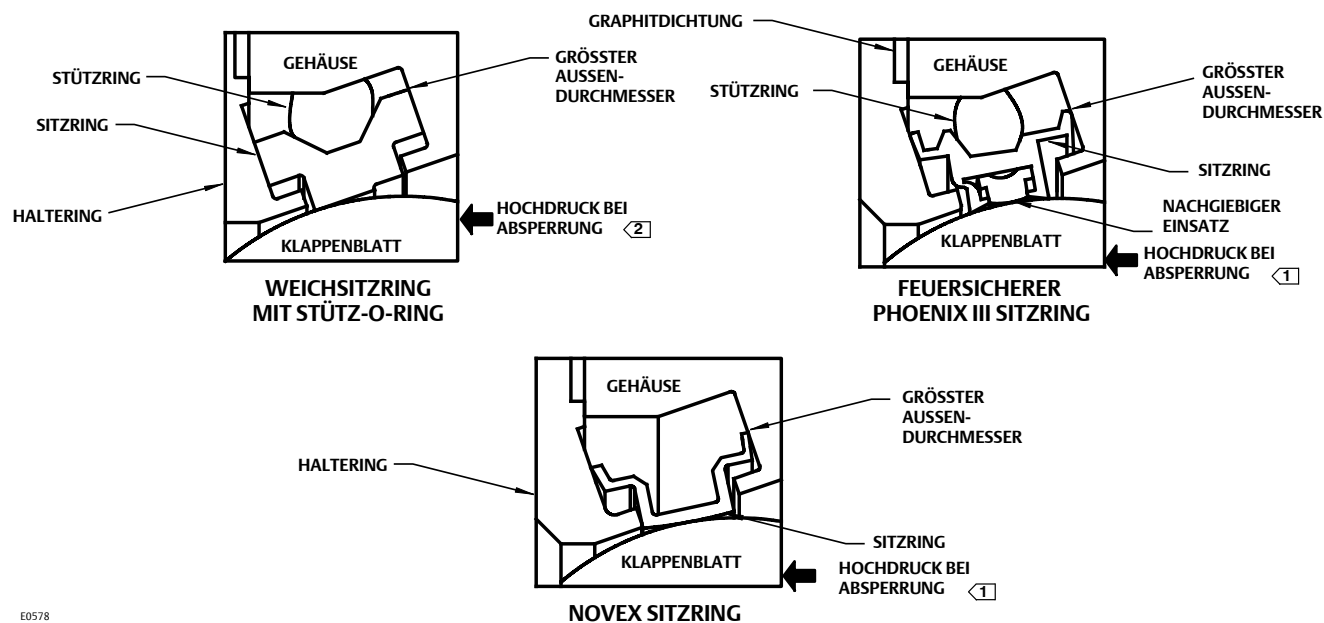 GEHÄUSE
STÜTZRING
SITZRING
HALTERING
GRÖSSTER
AUSSEN-
DURCHMESSER
HOCHDRUCK BEI
ABSPERRUNG 2
KLAPPENBLATT
WEICHSITZRING
MIT STÜTZ-O-RING
GRAPHITDICHTUNG
GEHÄUSE
STÜTZRING
GRÖSSTER
AUSSEN-
DURCHMESSER
SITZRING
NACHGIEBIGER
EINSATZ
KLAPPENBLATT
HOCHDRUCK BEI
ABSPERRUNG 1
FEUERSICHERER
PHOENIX III SITZRING
GEHÄUSE
GRÖSSTER
AUSSEN-
DURCHMESSER
HALTERING
SITZRING
KLAPPENBLATT
HOCHDRUCK BEI
ABSPERRUNG 1
NOVEX SITZRING
E0578